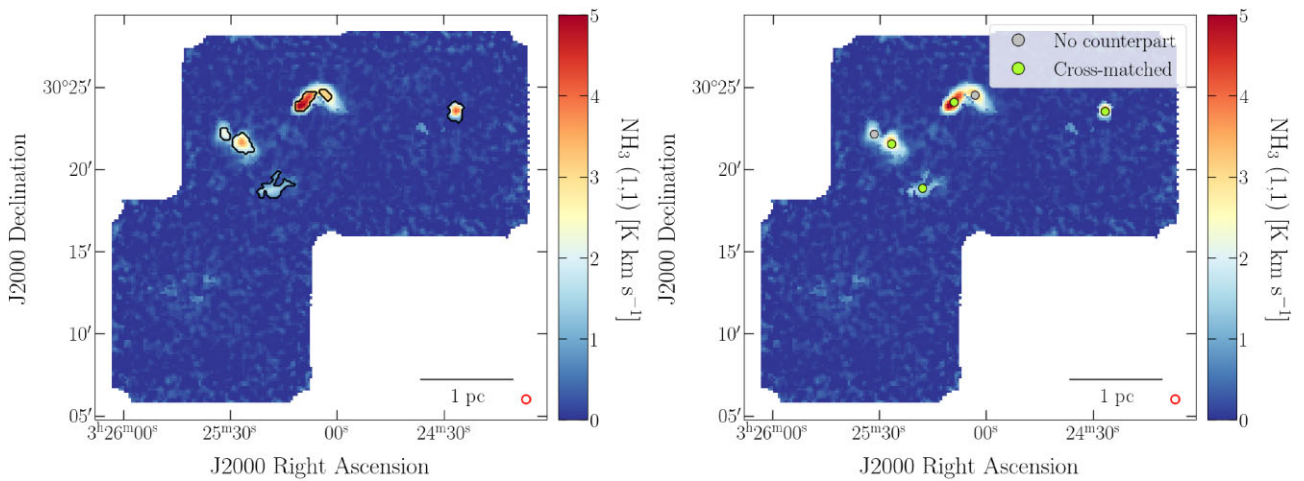 30°25′
20′
15′
10′
05′
J2000 Declination
3ʰ26ᵐ00ˢ
25ᵐ30ˢ
00ˢ
24ᵐ30ˢ
J2000 Right Ascension
1 pc
5
4
3
2
1
0
NH₃ (1,1) [K km s⁻¹]
No counterpart
Cross-matched
30°25′
20′
15′
10′
05′
J2000 Declination
3ʰ26ᵐ00ˢ
25ᵐ30ˢ
00ˢ
24ᵐ30ˢ
J2000 Right Ascension
1 pc
5
4
3
2
1
0
NH₃ (1,1) [K km s⁻¹]